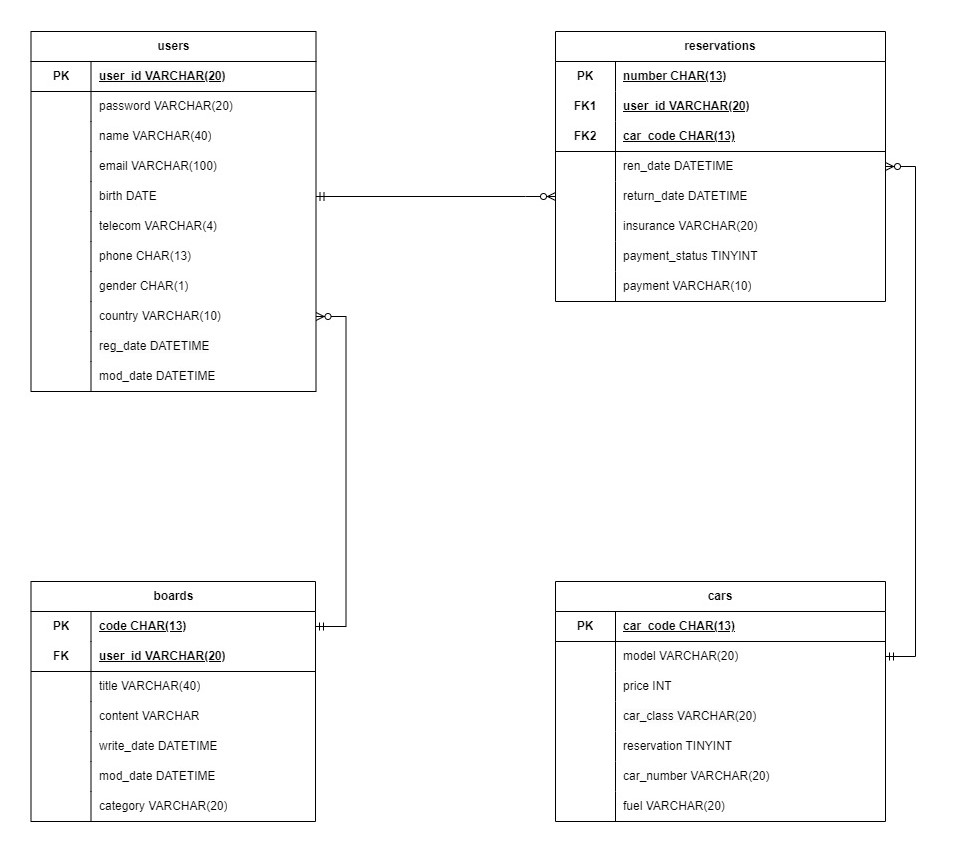 users
PK user_id VARCHAR(20)
password VARCHAR(20)
name VARCHAR(40)
email VARCHAR(100)
birth DATE
telecom VARCHAR(4)
phone CHAR(13)
gender CHAR(1)
country VARCHAR(10)
reg_date DATETIME
mod_date DATETIME
reservations
PK number CHAR(13)
FK1 user_id VARCHAR(20)
FK2 car_code CHAR(13)
ren_date DATETIME
return_date DATETIME
insurance VARCHAR(20)
payment_status TINYINT
payment VARCHAR(10)
boards
PK code CHAR(13)
FK user_id VARCHAR(20)
title VARCHAR(40)
content VARCHAR
write_date DATETIME
mod_date DATETIME
category VARCHAR(20)
cars
PK car_code CHAR(13)
model VARCHAR(20)
price INT
car_class VARCHAR(20)
reservation TINYINT
car_number VARCHAR(20)
fuel VARCHAR(20)